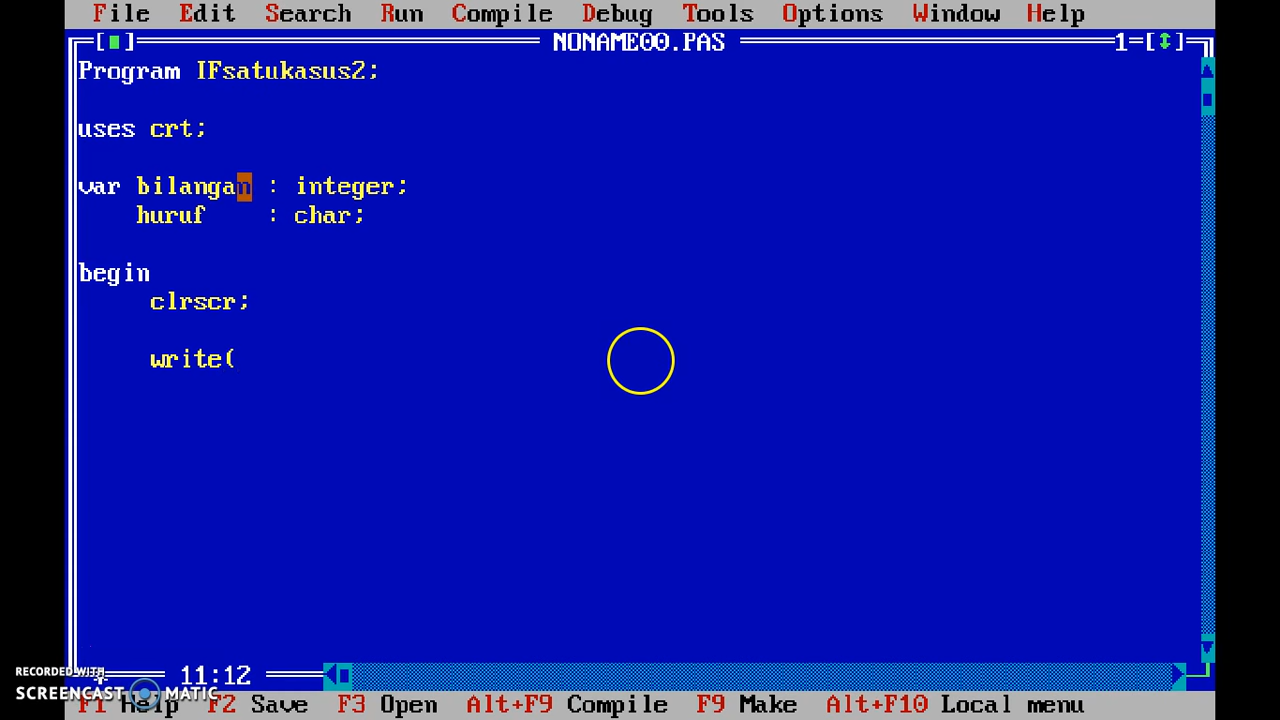 File Edit Search Run Compile Debug Tools Options Window Help
[■] NONAME00.PAS 1=[↕]
Program IFsatukasus2;
uses crt;
var bilangan : integer;
huruf : char;
begin
clrscr;
write(
* 11:12
F1 Help F2 Save F3 Open Alt+F9 Compile F9 Make Alt+F10 Local menu
RECORDED WITH
SCREENCAST MATIC